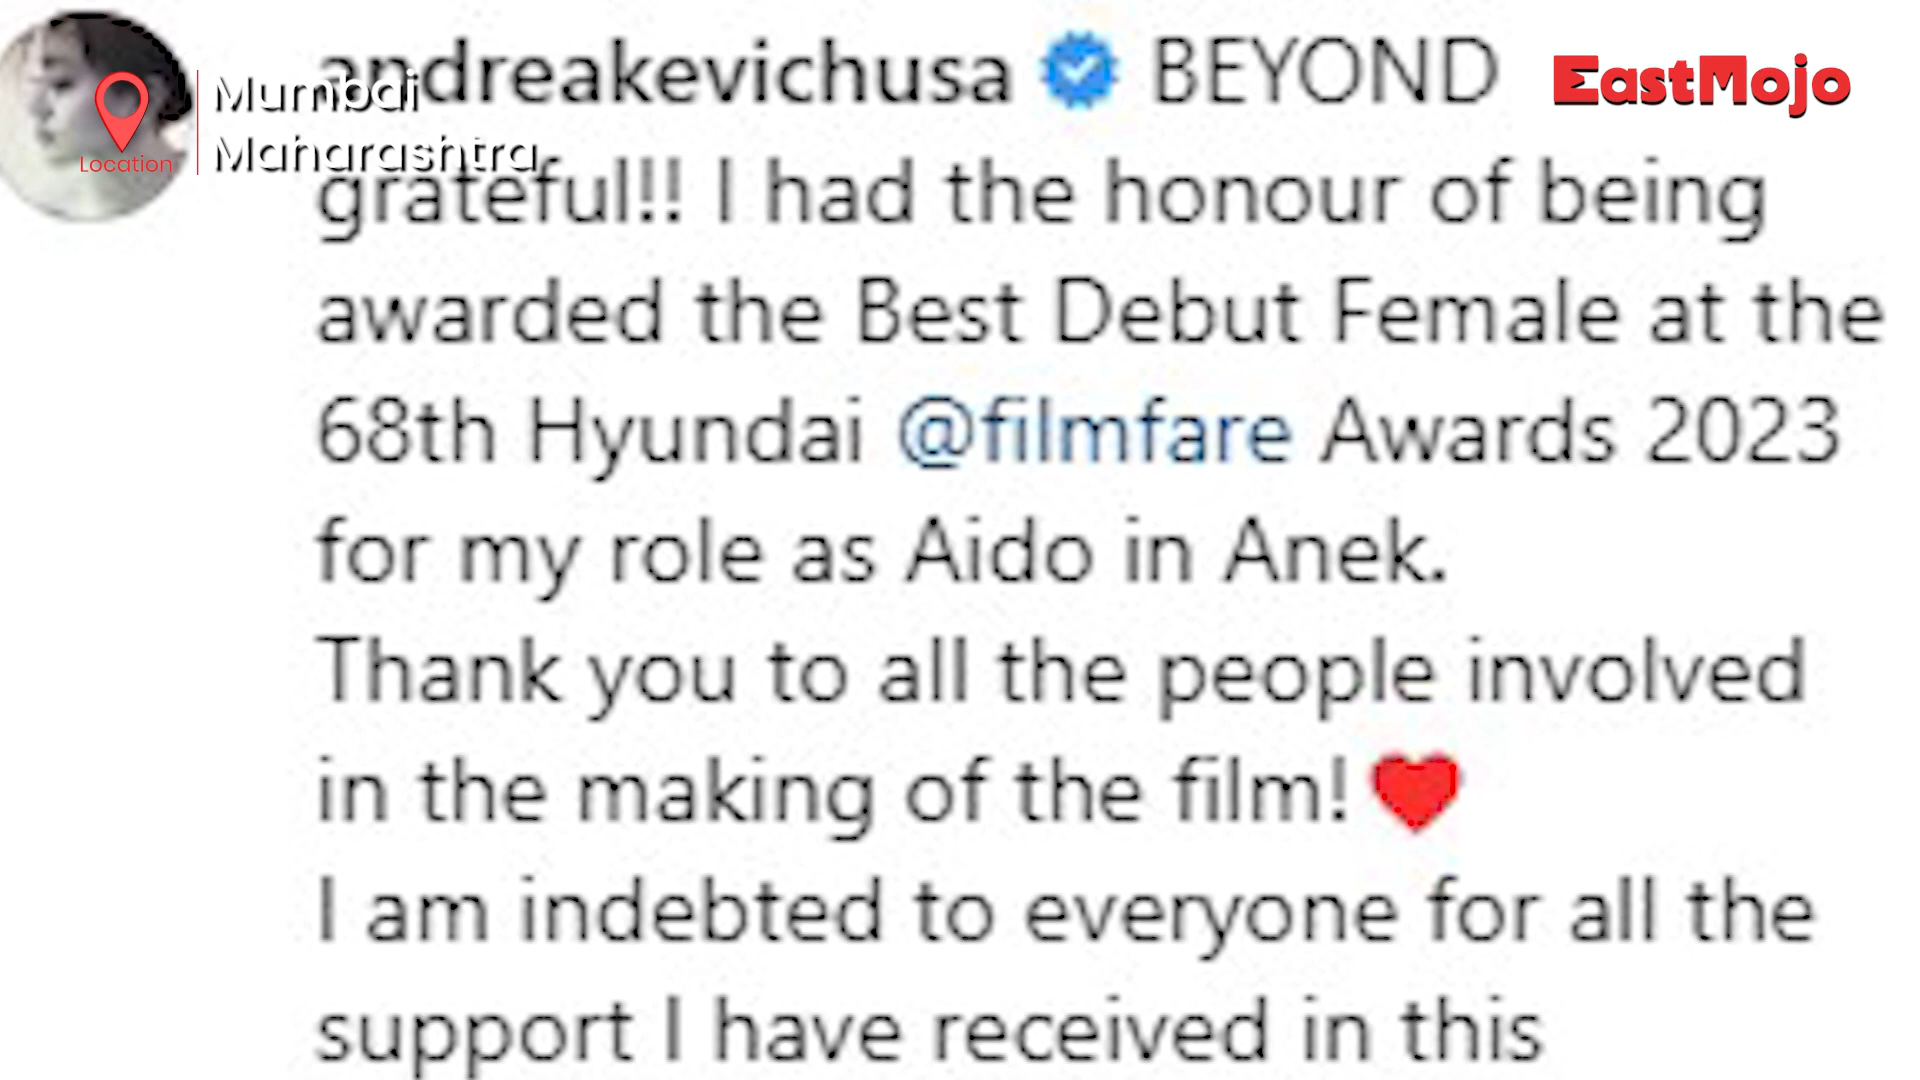 andreakevichusa BEYOND
EastMojo
Location
Mumbai
Maharashtra
grateful!! I had the honour of being
awarded the Best Debut Female at the
68th Hyundai @filmfare Awards 2023
for my role as Aido in Anek.
Thank you to all the people involved
in the making of the film!
I am indebted to everyone for all the
support I have received in this